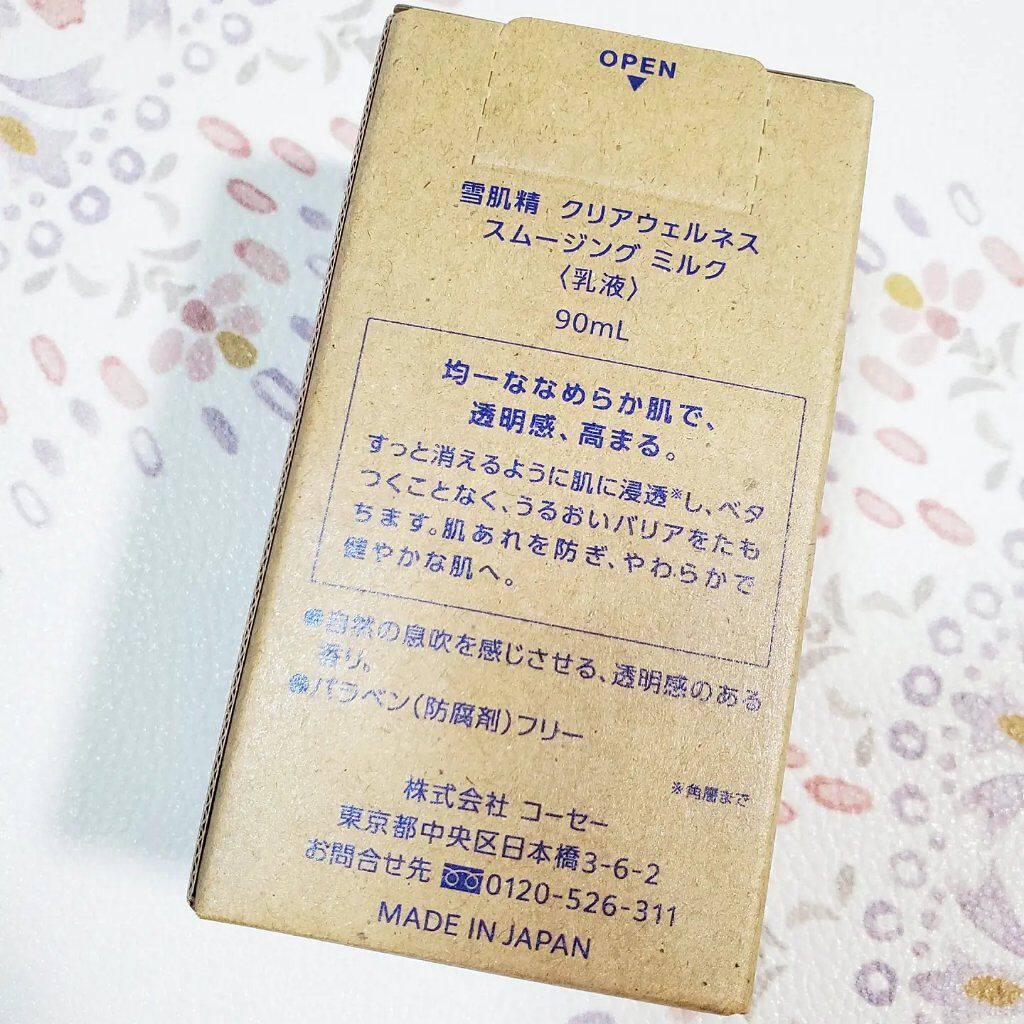 OPEN
雪肌精 クリアウェルネス
スムージング ミルク
〈乳液〉
90mL
均一ななめらか肌で、
透明感、高まる。
すっと消えるように肌に浸透※し、ベタ
つくことなく、うるおいバリアをたも
ちます。肌あれを防ぎ、やわらかで
健やかな肌へ。
●自然の息吹を感じさせる、透明感のある
香り。
●パラベン(防腐剤)フリー
※角層まで
株式会社 コーセー
東京都中央区日本橋3-6-2
お問合せ先 0120-526-311
MADE IN JAPAN